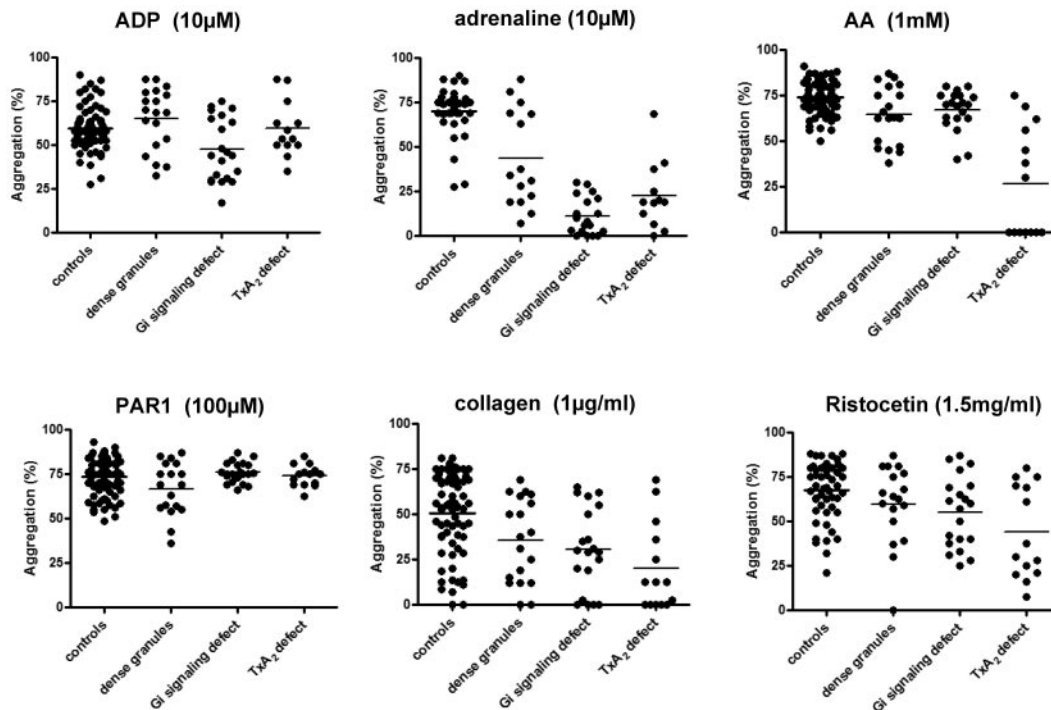 ADP (10µM)
Aggregation (%)
100
75
50
25
0
controls
dense granules
Gi signaling defect
TxA₂ defect
adrenaline (10µM)
Aggregation (%)
100
75
50
25
0
controls
dense granules
Gi signaling defect
TxA₂ defect
AA (1mM)
Aggregation (%)
100
75
50
25
0
controls
dense granules
Gi signaling defect
TxA₂ defect
PAR1 (100µM)
Aggregation (%)
100
75
50
25
0
controls
dense granules
Gi signaling defect
TxA₂ defect
collagen (1µg/ml)
Aggregation (%)
100
75
50
25
0
controls
dense granules
Gi signaling defect
TxA₂ defect
Ristocetin (1.5mg/ml)
Aggregation (%)
100
75
50
25
0
controls
dense granules
Gi signaling defect
TxA₂ defect